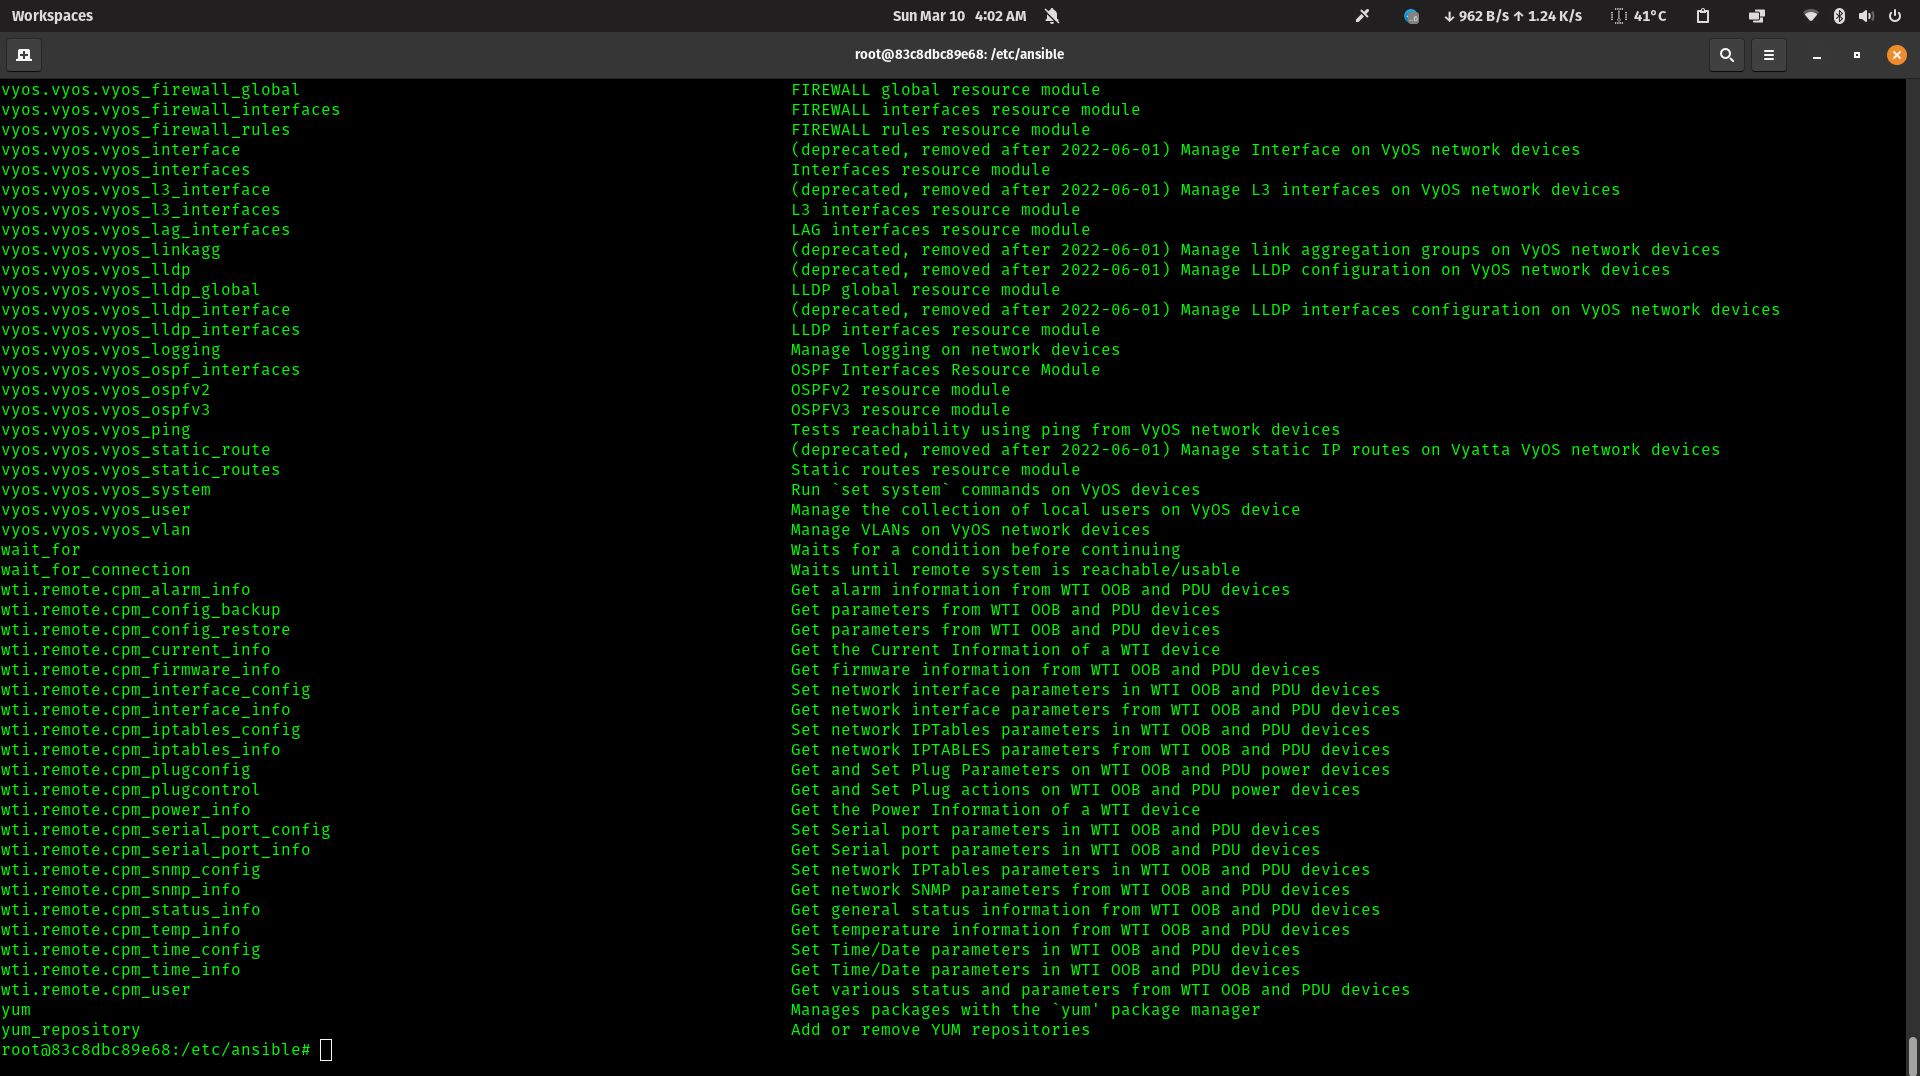 Workspaces Sun Mar 10 4:02 AM ↓ 962 B/s ↑ 1.24 K/s 41°C
root@83c8dbc89e68: /etc/ansible
vyos.vyos.vyos_firewall_global FIREWALL global resource module
vyos.vyos.vyos_firewall_interfaces FIREWALL interfaces resource module
vyos.vyos.vyos_firewall_rules FIREWALL rules resource module
vyos.vyos.vyos_interface (deprecated, removed after 2022-06-01) Manage Interface on VyOS network devices
vyos.vyos.vyos_interfaces Interfaces resource module
vyos.vyos.vyos_l3_interface (deprecated, removed after 2022-06-01) Manage L3 interfaces on VyOS network devices
vyos.vyos.vyos_l3_interfaces L3 interfaces resource module
vyos.vyos.vyos_lag_interfaces LAG interfaces resource module
vyos.vyos.vyos_linkagg (deprecated, removed after 2022-06-01) Manage link aggregation groups on VyOS network devices
vyos.vyos.vyos_lldp (deprecated, removed after 2022-06-01) Manage LLDP configuration on VyOS network devices
vyos.vyos.vyos_lldp_global LLDP global resource module
vyos.vyos.vyos_lldp_interface (deprecated, removed after 2022-06-01) Manage LLDP interfaces configuration on VyOS network devices
vyos.vyos.vyos_lldp_interfaces LLDP interfaces resource module
vyos.vyos.vyos_logging Manage logging on network devices
vyos.vyos.vyos_ospf_interfaces OSPF Interfaces Resource Module
vyos.vyos.vyos_ospfv2 OSPFv2 resource module
vyos.vyos.vyos_ospfv3 OSPFV3 resource module
vyos.vyos.vyos_ping Tests reachability using ping from VyOS network devices
vyos.vyos.vyos_static_route (deprecated, removed after 2022-06-01) Manage static IP routes on Vyatta VyOS network devices
vyos.vyos.vyos_static_routes Static routes resource module
vyos.vyos.vyos_system Run `set system` commands on VyOS devices
vyos.vyos.vyos_user Manage the collection of local users on VyOS device
vyos.vyos.vyos_vlan Manage VLANs on VyOS network devices
wait_for Waits for a condition before continuing
wait_for_connection Waits until remote system is reachable/usable
wti.remote.cpm_alarm_info Get alarm information from WTI OOB and PDU devices
wti.remote.cpm_config_backup Get parameters from WTI OOB and PDU devices
wti.remote.cpm_config_restore Get parameters from WTI OOB and PDU devices
wti.remote.cpm_current_info Get the Current Information of a WTI device
wti.remote.cpm_firmware_info Get firmware information from WTI OOB and PDU devices
wti.remote.cpm_interface_config Set network interface parameters in WTI OOB and PDU devices
wti.remote.cpm_interface_info Get network interface parameters from WTI OOB and PDU devices
wti.remote.cpm_iptables_config Set network IPTables parameters in WTI OOB and PDU devices
wti.remote.cpm_iptables_info Get network IPTABLES parameters from WTI OOB and PDU devices
wti.remote.cpm_plugconfig Get and Set Plug Parameters on WTI OOB and PDU power devices
wti.remote.cpm_plugcontrol Get and Set Plug actions on WTI OOB and PDU power devices
wti.remote.cpm_power_info Get the Power Information of a WTI device
wti.remote.cpm_serial_port_config Set Serial port parameters in WTI OOB and PDU devices
wti.remote.cpm_serial_port_info Get Serial port parameters in WTI OOB and PDU devices
wti.remote.cpm_snmp_config Set network IPTables parameters in WTI OOB and PDU devices
wti.remote.cpm_snmp_info Get network SNMP parameters from WTI OOB and PDU devices
wti.remote.cpm_status_info Get general status information from WTI OOB and PDU devices
wti.remote.cpm_temp_info Get temperature information from WTI OOB and PDU devices
wti.remote.cpm_time_config Set Time/Date parameters in WTI OOB and PDU devices
wti.remote.cpm_time_info Get Time/Date parameters in WTI OOB and PDU devices
wti.remote.cpm_user Get various status and parameters from WTI OOB and PDU devices
yum Manages packages with the `yum' package manager
yum_repository Add or remove YUM repositories
root@83c8dbc89e68:/etc/ansible#